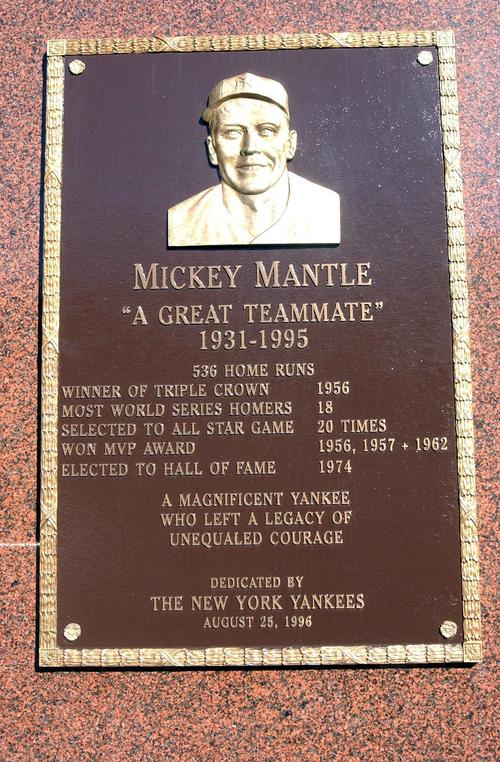 MICKEY MANTLE
"A GREAT TEAMMATE"
1931-1995
536 HOME RUNS
WINNER OF TRIPLE CROWN 1956
MOST WORLD SERIES HOMERS 18
SELECTED TO ALL STAR GAME 20 TIMES
WON MVP AWARD 1956, 1957 + 1962
ELECTED TO HALL OF FAME 1974
A MAGNIFICENT YANKEE
WHO LEFT A LEGACY OF
UNEQUALED COURAGE
DEDICATED BY
THE NEW YORK YANKEES
AUGUST 25, 1996